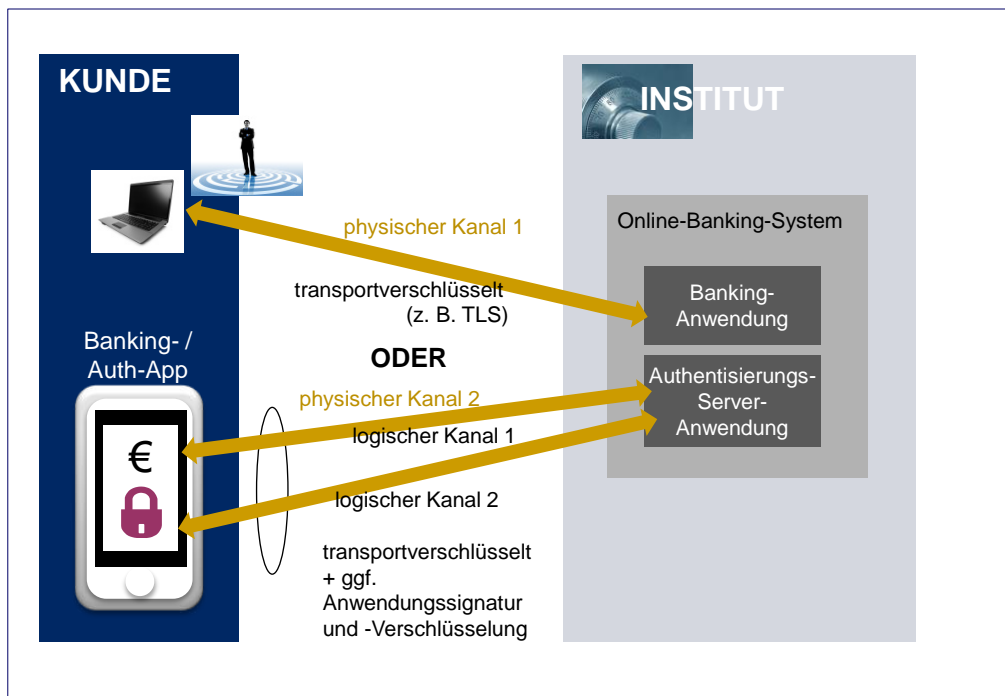 KUNDE
INSTITUT
physischer Kanal 1
Online-Banking-System
transportverschlüsselt
(z. B. TLS)
Banking-
Anwendung
Banking- /
Auth-App
ODER
Authentisierungs-
Server-
Anwendung
physischer Kanal 2
logischer Kanal 1
€
logischer Kanal 2
transportverschlüsselt
+ ggf.
Anwendungssignatur
und -Verschlüsselung